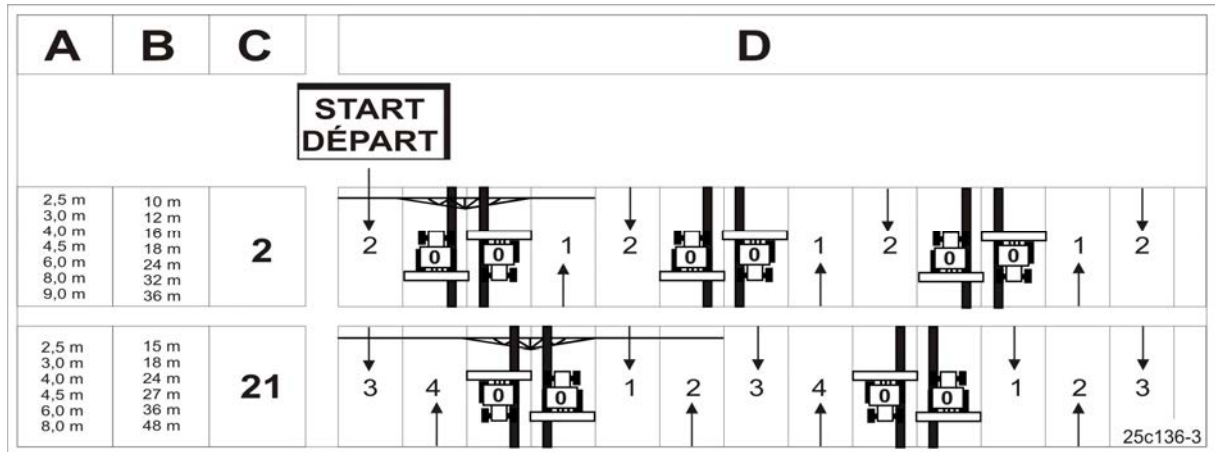 A B C D
START
DÉPART
2,5 m 10 m
3,0 m 12 m
4,0 m 16 m
4,5 m 18 m
6,0 m 24 m
8,0 m 32 m
9,0 m 36 m
2
2 0 0 1 2 0 0 1 2 0 0 1 2
2,5 m 15 m
3,0 m 18 m
4,0 m 24 m
4,5 m 27 m
6,0 m 36 m
8,0 m 48 m
21
3 4 0 0 1 2 3 4 0 0 1 2 3
25c136-3